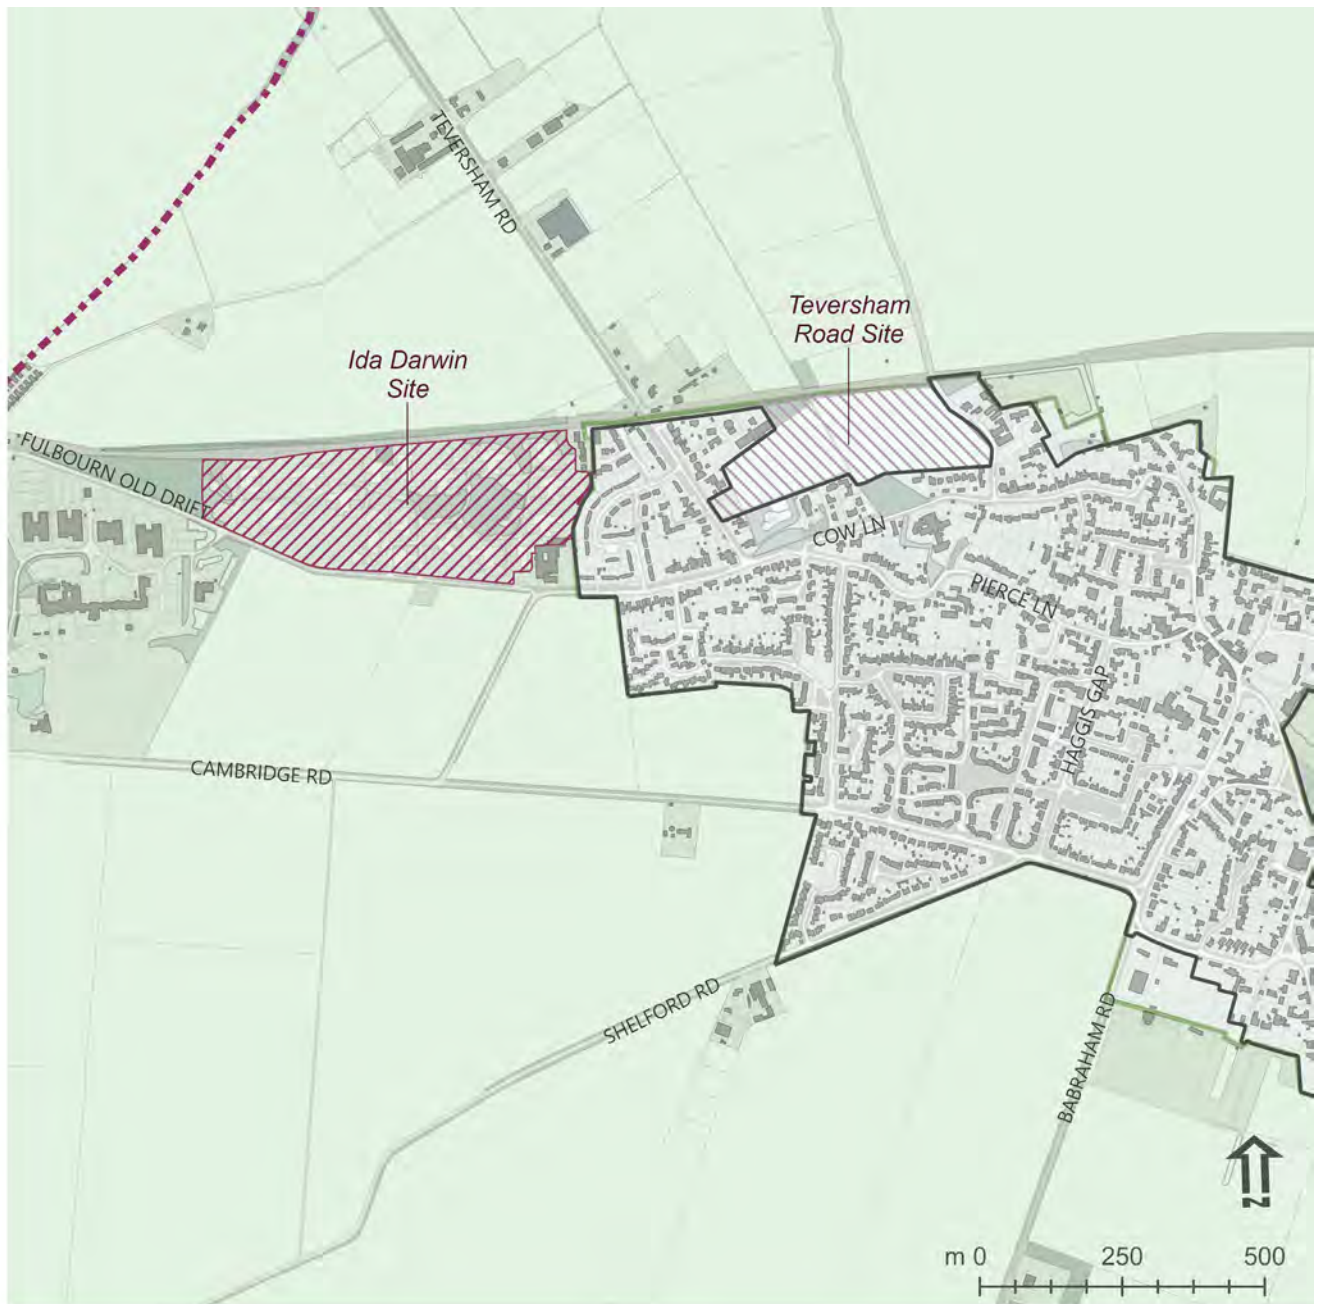 TEVERSHAM RD
Teversham
Road Site
Ida Darwin
Site
FULBOURN OLD DRIFT
COW LN
PIERCE LN
HAGGIS GAP
CAMBRIDGE RD
SHELFORD RD
BABRAHAM RD
N
m 0 250 500